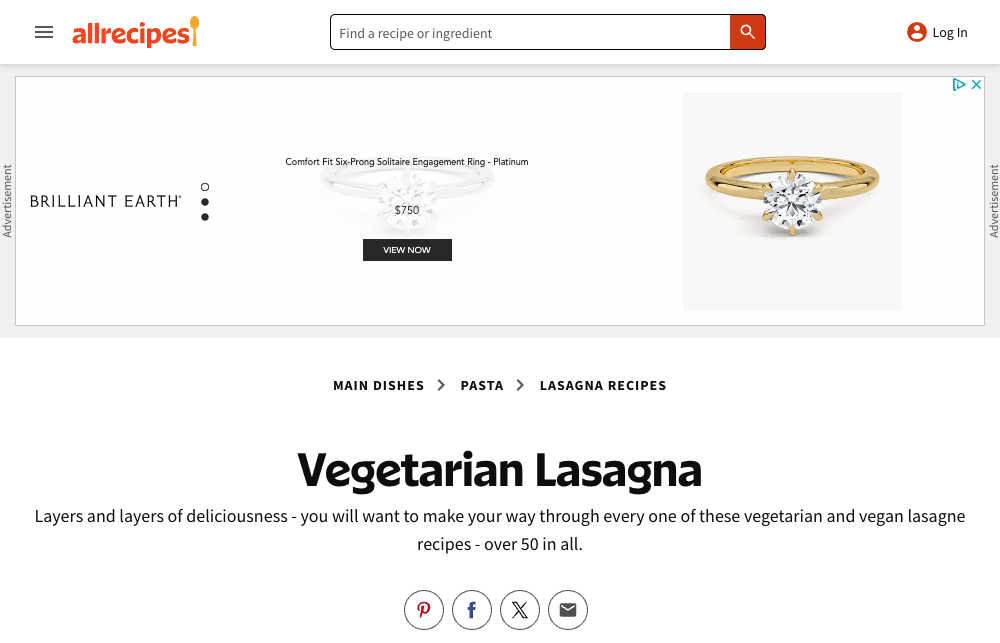 allrecipes
Find a recipe or ingredient
Log In
Advertisement
BRILLIANT EARTH®
Comfort Fit Six-Prong Solitaire Engagement Ring - Platinum
$750
VIEW NOW
Advertisement
MAIN DISHES
PASTA
LASAGNA RECIPES
Vegetarian Lasagna
Layers and layers of deliciousness - you will want to make your way through every one of these vegetarian and vegan lasagne
recipes - over 50 in all.